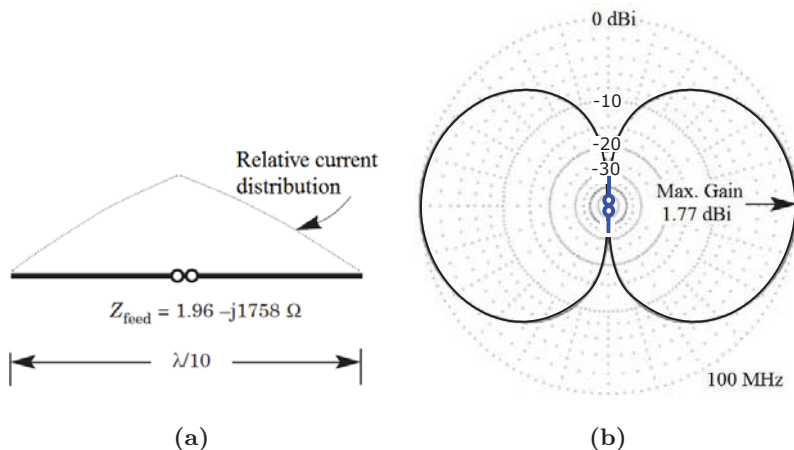 Relative current
distribution
Z_feed = 1.96 –j1758 Ω
λ/10
(a)
0 dBi
-10
-20
-30
Max. Gain
1.77 dBi
100 MHz
(b)